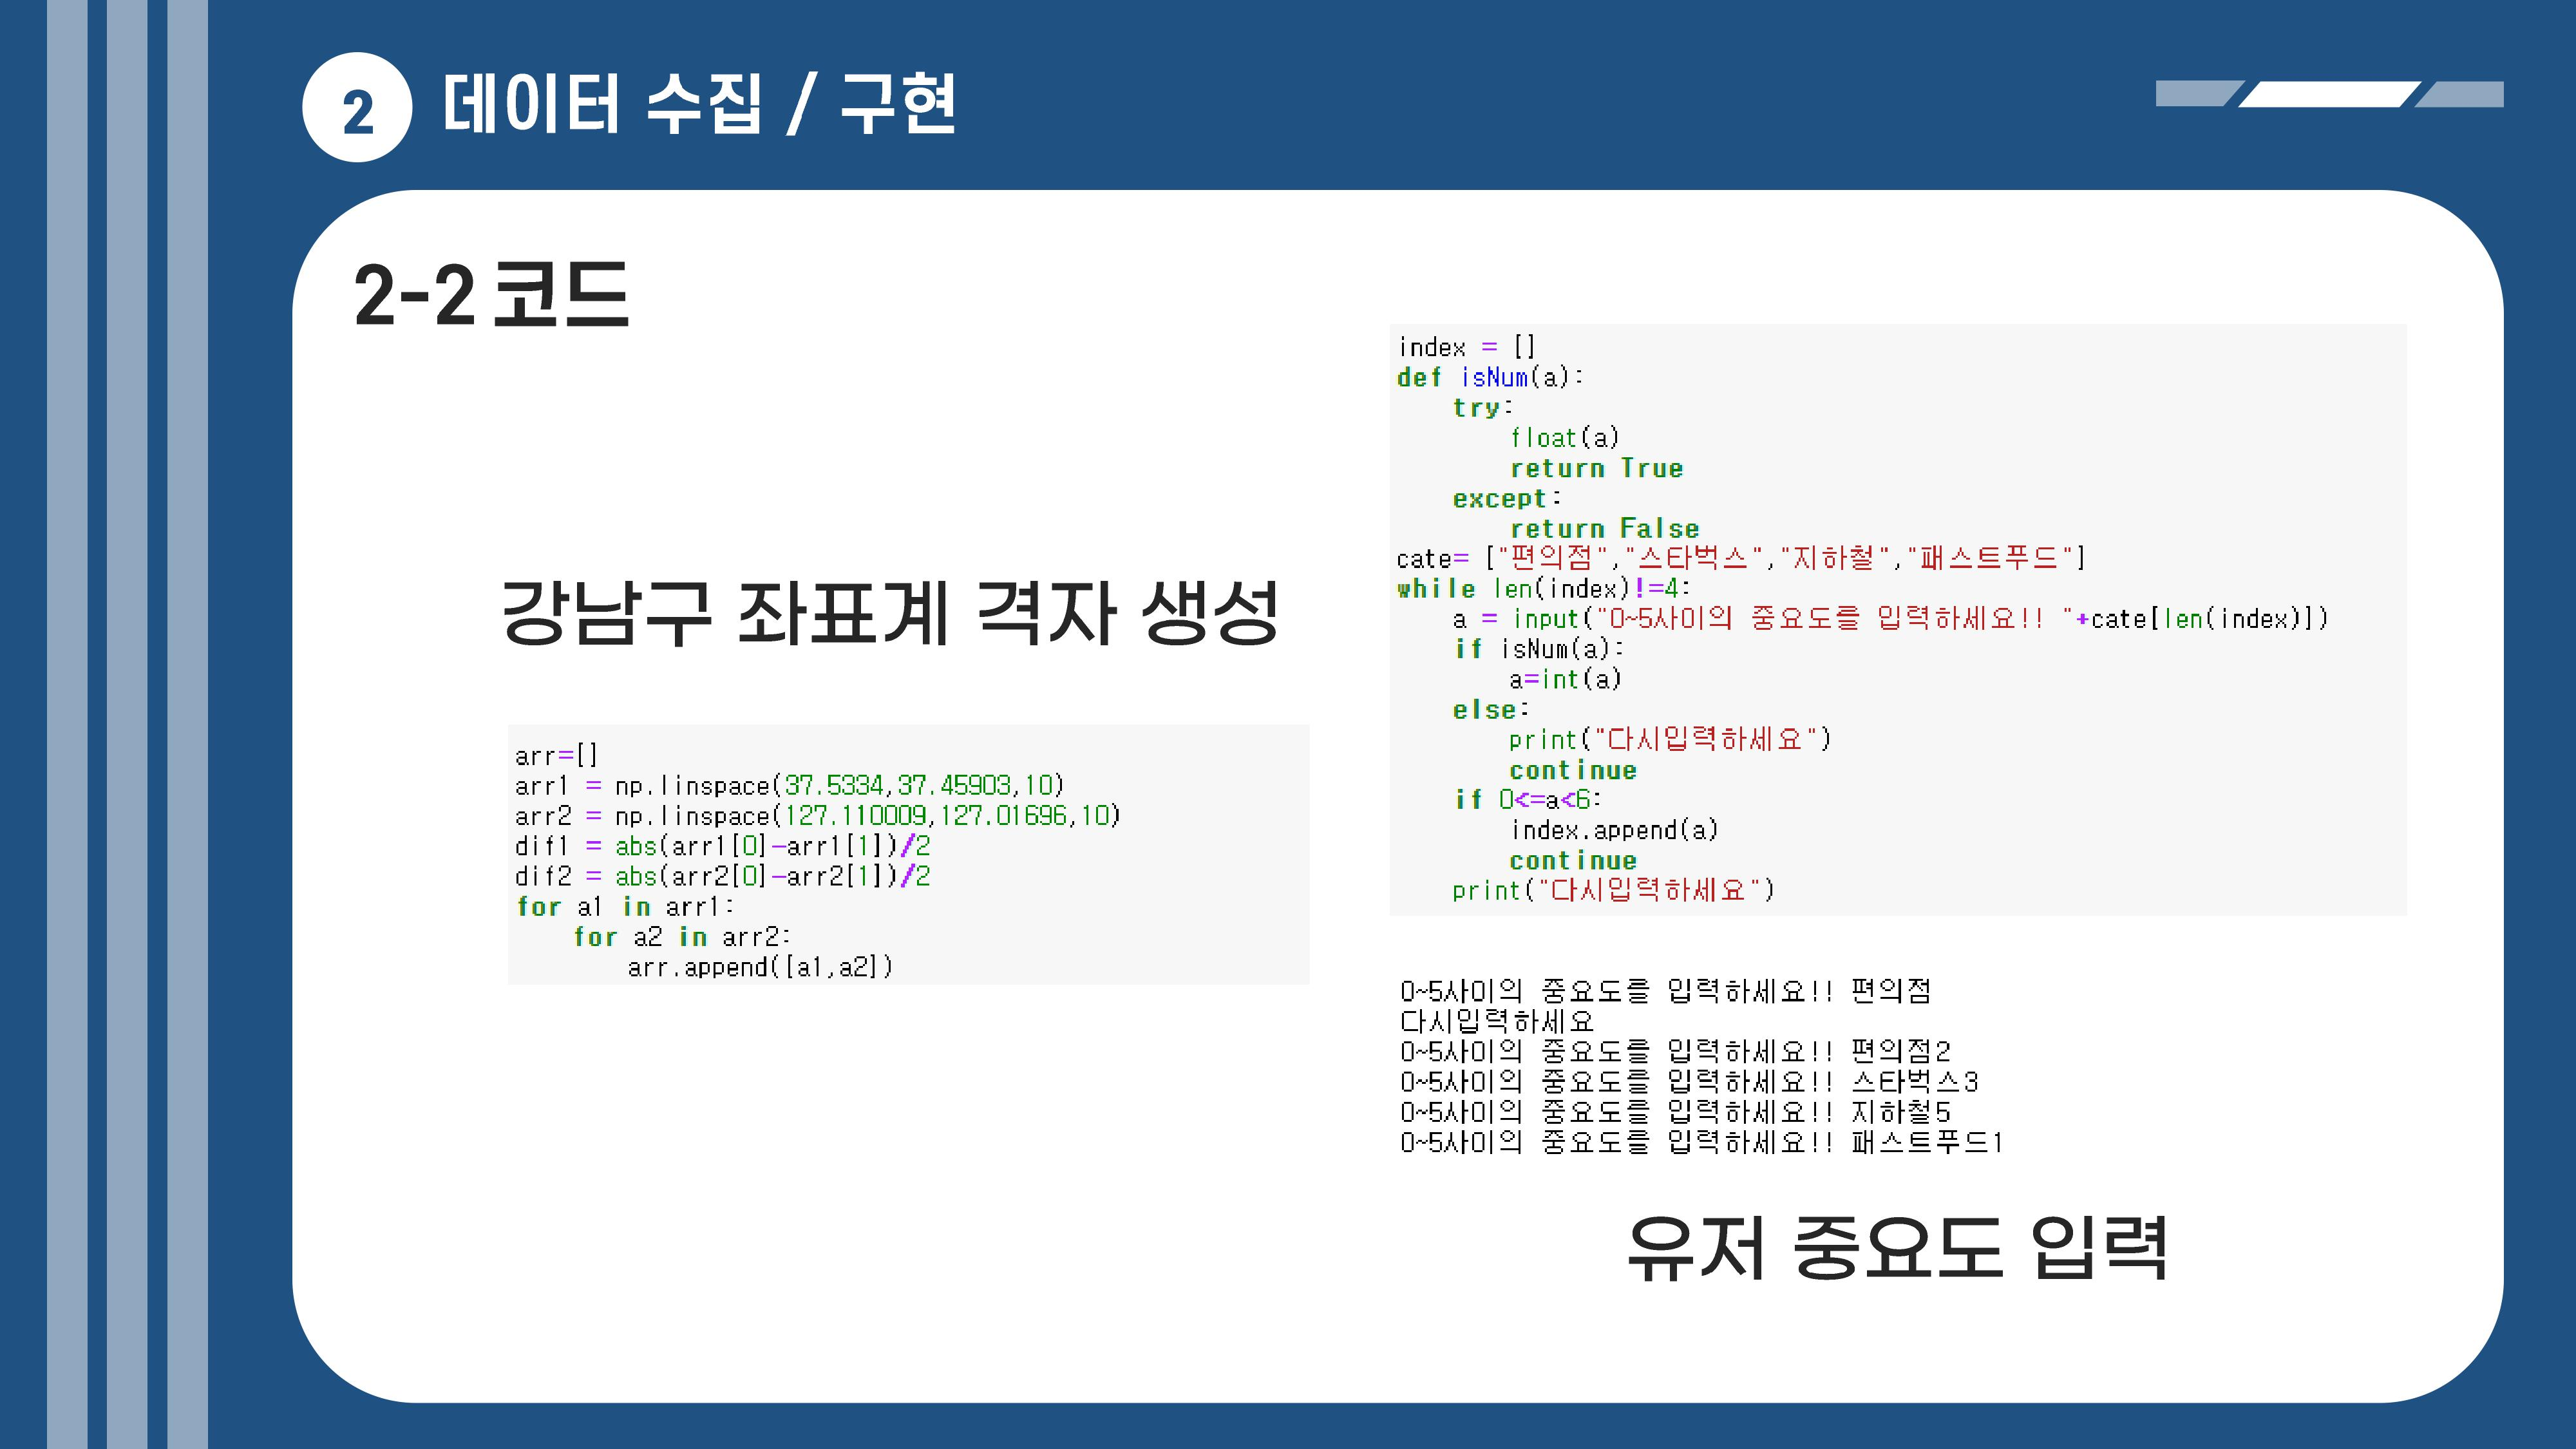 2 데이터 수집 / 구현
2-2 코드
강남구 좌표계 격자 생성
arr=[]
arr1 = np.linspace(37.5334,37.45903,10)
arr2 = np.linspace(127.110009,127.01696,10)
dif1 = abs(arr1[0]-arr1[1])/2
dif2 = abs(arr2[0]-arr2[1])/2
for a1 in arr1:
    for a2 in arr2:
        arr.append([a1,a2])
index = []
def isNum(a):
    try:
        float(a)
        return True
    except:
        return False
cate= ["편의점","스타벅스","지하철","패스트푸드"]
while len(index)!=4:
    a = input("0~5사이의 중요도를 입력하세요!! "+cate[len(index)])
    if isNum(a):
        a=int(a)
    else:
        print("다시입력하세요")
        continue
    if 0<=a<6:
        index.append(a)
        continue
    print("다시입력하세요")
0~5사이의 중요도를 입력하세요!! 편의점
다시입력하세요
0~5사이의 중요도를 입력하세요!! 편의점2
0~5사이의 중요도를 입력하세요!! 스타벅스3
0~5사이의 중요도를 입력하세요!! 지하철5
0~5사이의 중요도를 입력하세요!! 패스트푸드1
유저 중요도 입력